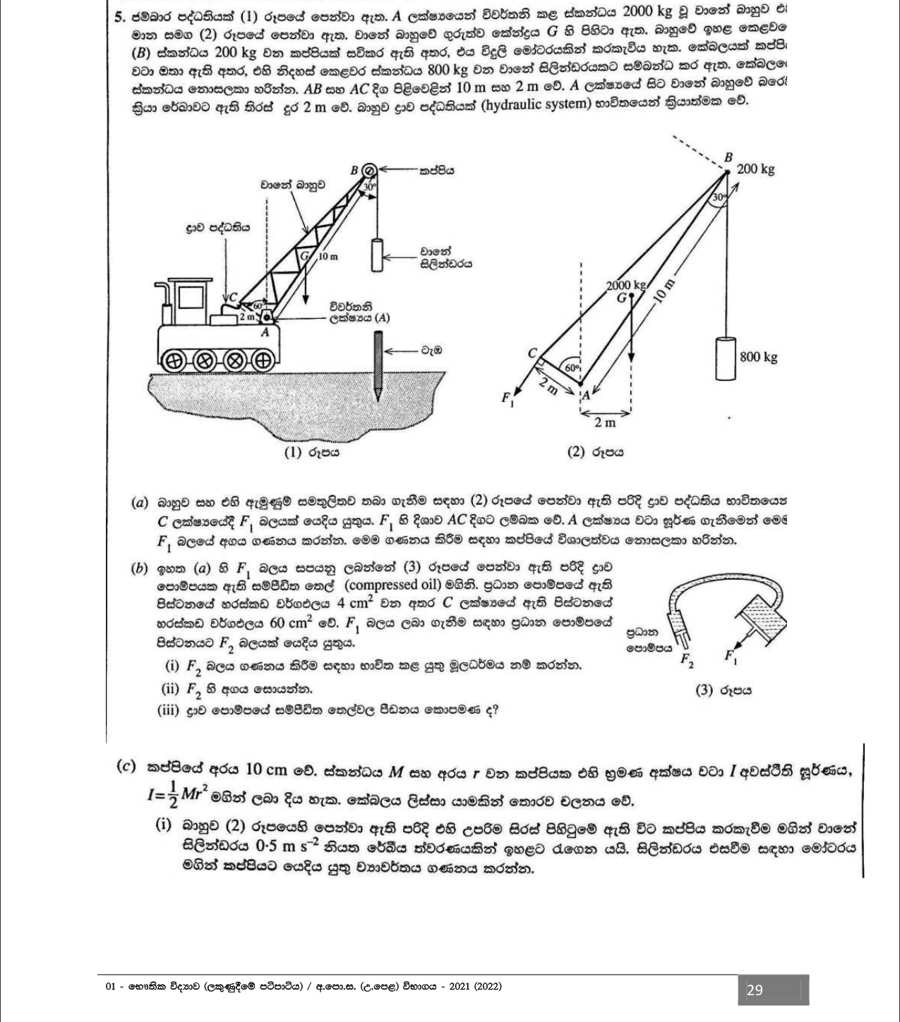 5. ජම්බාර පද්ධතියක් (1) රූපයේ පෙන්වා ඇත. A ලක්ෂ්‍යයෙන් විවර්තනි කළ ස්කන්ධය 2000 kg වූ වානේ බාහුව
මාන සමග (2) රූපයේ පෙන්වා ඇත. වානේ බාහුවේ ගුරුත්ව කේන්ද්‍රය G හි පිහිටා ඇත. බාහුවේ ඉහළ කෙළවරේ
(B) ස්කන්ධය 200 kg වන කප්පියක් සවිකර ඇති අතර, එය විදුලි මෝටරයකින් කරකැවිය හැක. කේබලයක් කප්පිය
වටා ඔතා ඇති අතර, එහි නිදහස් කෙළවර ස්කන්ධය 800 kg වන වානේ සිලින්ඩරයකට සම්බන්ධ කර ඇත. කේබලයේ
ස්කන්ධය නොසලකා හරින්න. AB සහ AC දිග පිළිවෙළින් 10 m සහ 2 m වේ. A ලක්ෂ්‍යයේ සිට වානේ බාහුවේ
ක්‍රියා රේඛාවට ඇති තිරස් දුර 2 m වේ. බාහුව ද්‍රාව පද්ධතියක් (hydraulic system) භාවිතයෙන් ක්‍රියාත්මක වේ.
B
කප්පිය
30°
වානේ බාහුව
ද්‍රාව පද්ධතිය
G
10 m
වානේ
සිලින්ඩරය
C
60°
2 m
A
විවර්තනි
ලක්ෂ්‍යය (A)
ටැඹ
(1) රූපය
B
200 kg
30°
2000 kg
G
10 m
C
60°
800 kg
2 m
A
F₁
2 m
(2) රූපය
(a) බාහුව සහ එහි ඇමුණුම් සමතුලිතව තබා ගැනීම සඳහා (2) රූපයේ පෙන්වා ඇති පරිදි ද්‍රාව පද්ධතිය භාවිතයෙන්
C ලක්ෂ්‍යයේදී F₁ බලයක් යෙදිය යුතුය. F₁ හි දිශාව AC දිගට ලම්බක වේ. A ලක්ෂ්‍යය වටා ඝූර්ණ ගැනීමෙන් මෙම
F₁ බලයේ අගය ගණනය කරන්න. මෙම ගණනය කිරීම සඳහා කප්පියේ විශාලත්වය නොසලකා හරින්න.
(b) ඉහත (a) හි F₁ බලය සපයනු ලබන්නේ (3) රූපයේ පෙන්වා ඇති පරිදි ද්‍රාව
පොම්පයක ඇති සම්පීඩිත තෙල් (compressed oil) මගිනි. ප්‍රධාන පොම්පයේ ඇති
පිස්ටනයේ හරස්කඩ වර්ගඵලය 4 cm² වන අතර C ලක්ෂ්‍යයේ ඇති පිස්ටනයේ
හරස්කඩ වර්ගඵලය 60 cm² වේ. F₁ බලය ලබා ගැනීම සඳහා ප්‍රධාන පොම්පයේ
පිස්ටනයට F₂ බලයක් යෙදිය යුතුය.
(i) F₂ බලය ගණනය කිරීම සඳහා භාවිත කළ යුතු මූලධර්මය නම් කරන්න.
(ii) F₂ හි අගය සොයන්න.
(iii) ද්‍රාව පොම්පයේ සම්පීඩිත තෙල්වල පීඩනය කොපමණ ද?
ප්‍රධාන
පොම්පය
F₂
F₁
(3) රූපය
(c) කප්පියේ අරය 10 cm වේ. ස්කන්ධය M සහ අරය r වන කප්පියක එහි භ්‍රමණ අක්ෂය වටා I අවස්ථිති ඝූර්ණය,
I=½Mr² මගින් ලබා දිය හැක. කේබලය ලිස්සා යාමකින් තොරව චලනය වේ.
(i) බාහුව (2) රූපයෙහි පෙන්වා ඇති පරිදි එහි උපරිම සිරස් පිහිටුමේ ඇති විට කප්පිය කරකැවීම මගින් වානේ
සිලින්ඩරය 0·5 m s⁻² නියත රේඛීය ත්වරණයකින් ඉහළට රැගෙන යයි. සිලින්ඩරය එසවීම සඳහා මෝටරය
මගින් කප්පියට යෙදිය යුතු ව්‍යාවර්තය ගණනය කරන්න.
01 - භෞතික විද්‍යාව (ලකුණුදීමේ පටිපාටිය) / අ.පො.ස. (උ.පෙළ) විභාගය - 2021 (2022)
29